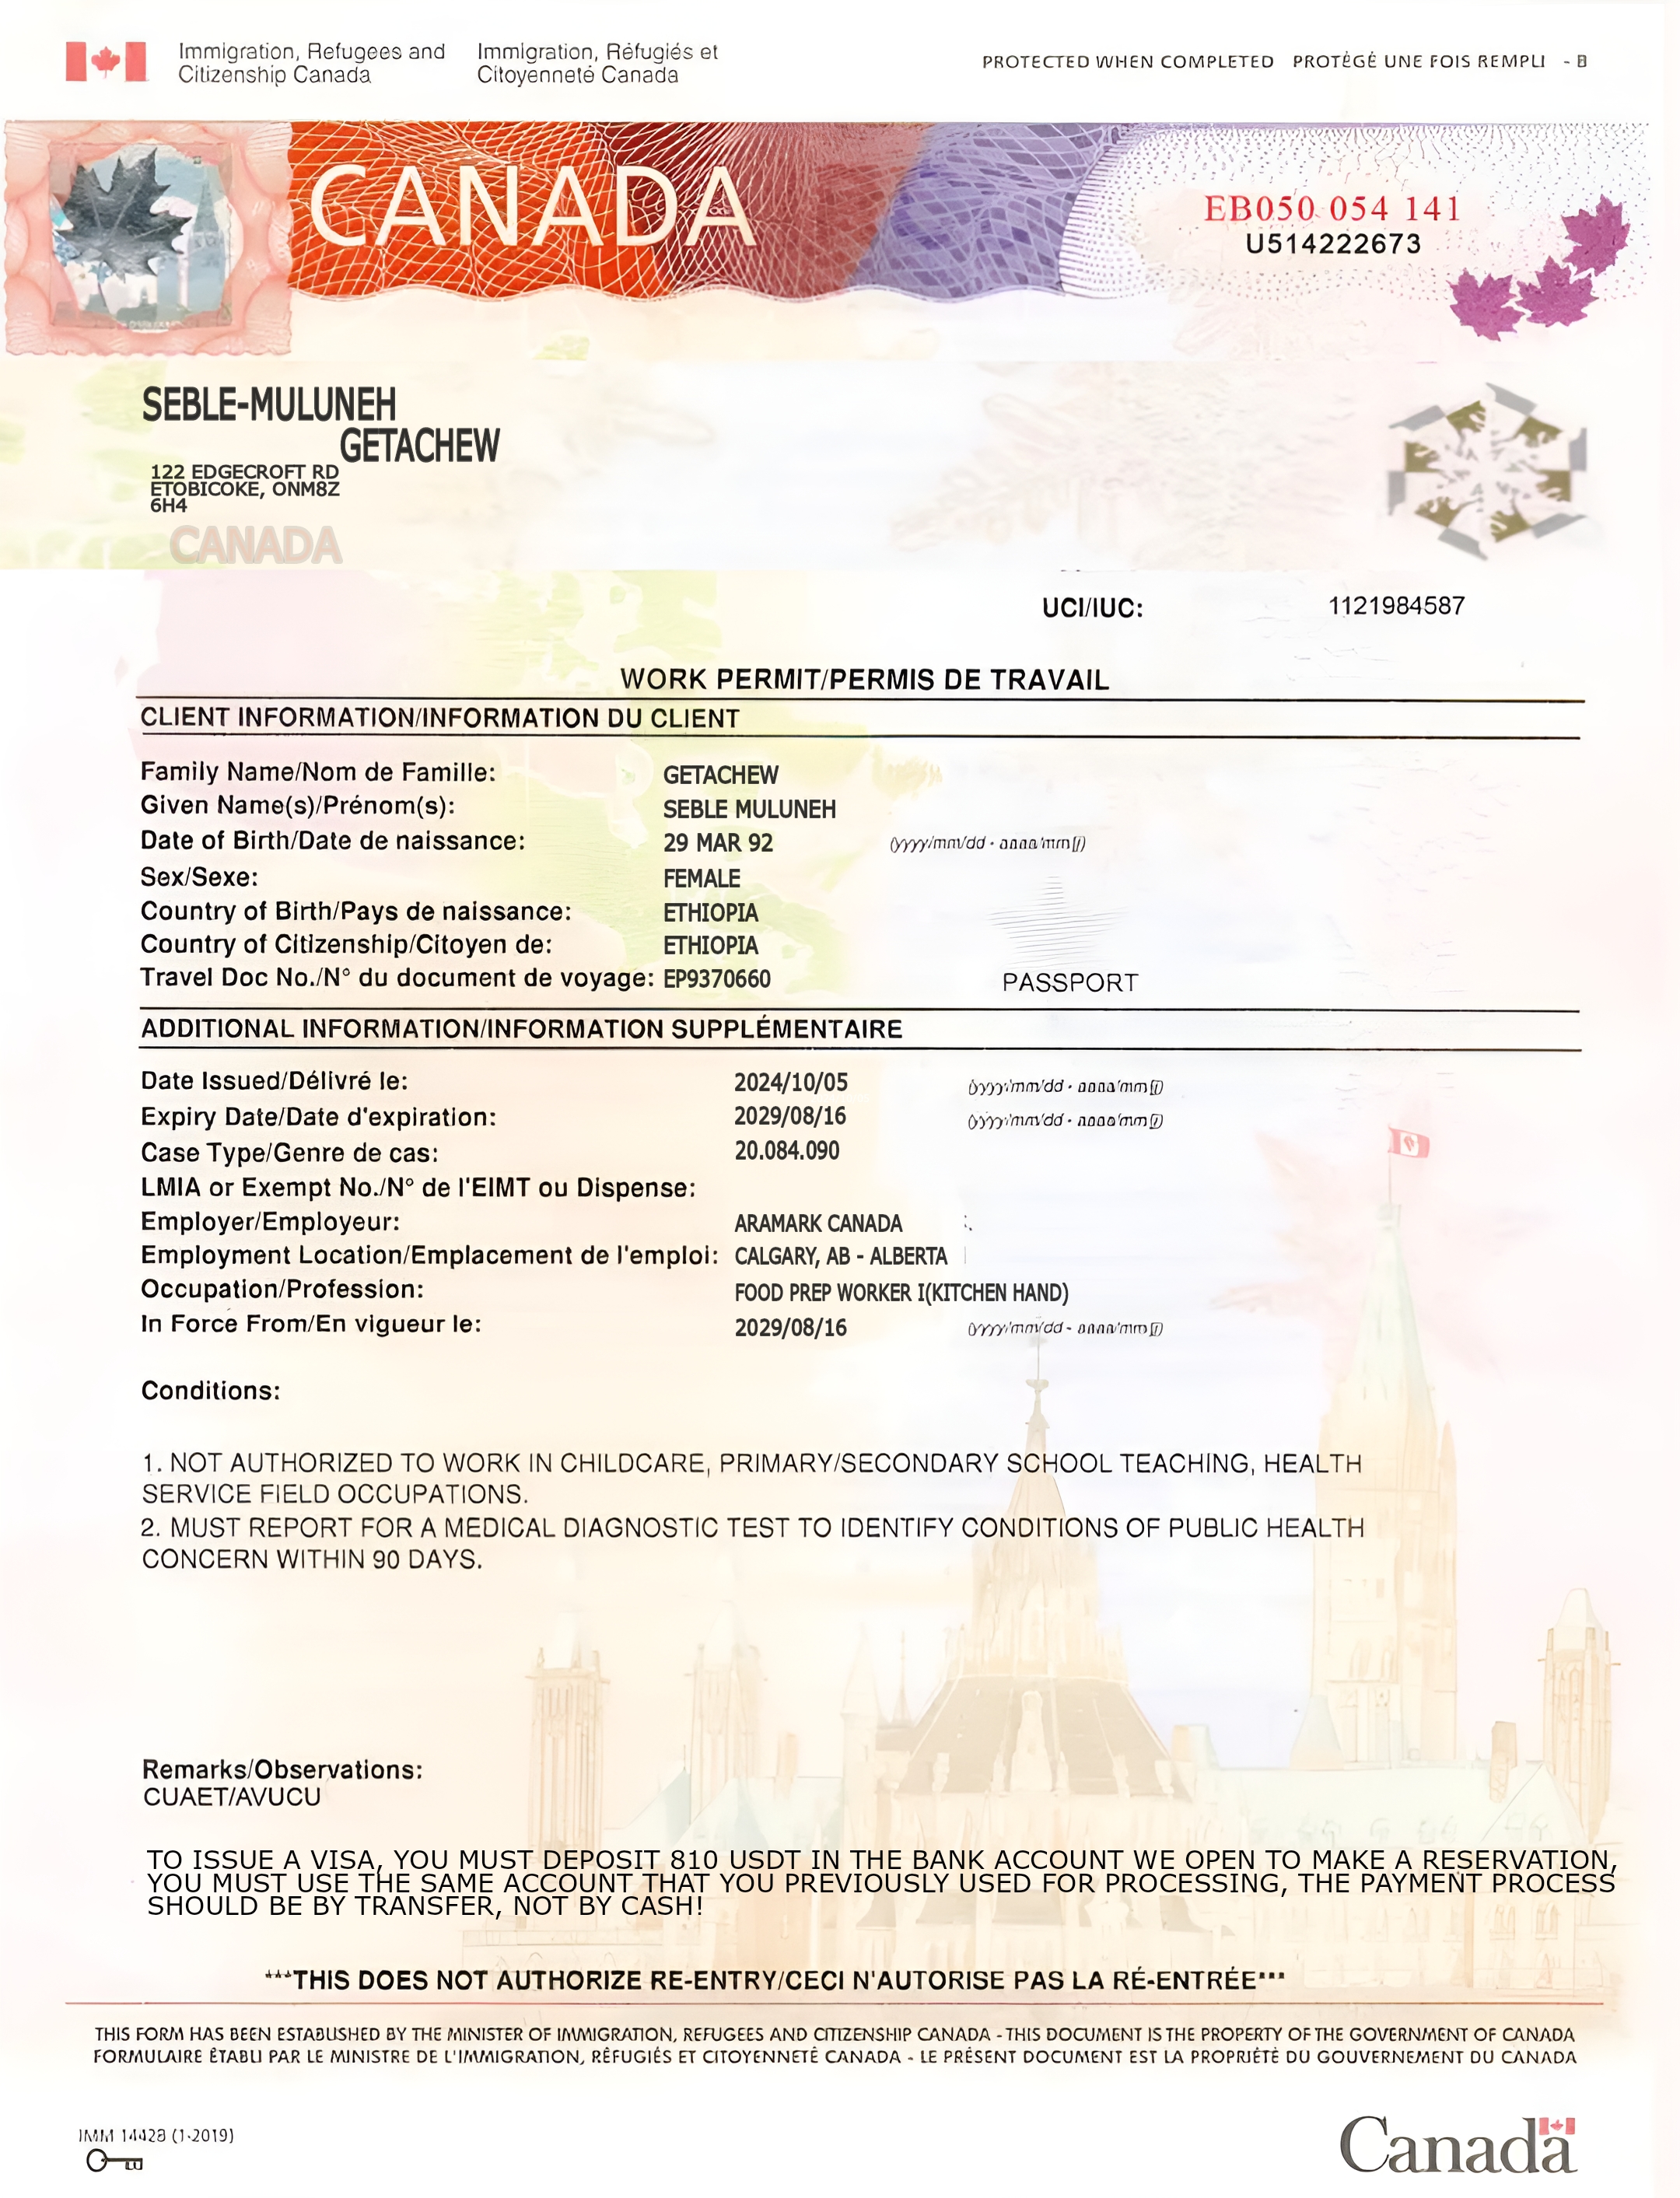 Immigration, Refugees and Citizenship Canada
Immigration, Réfugiés et Citoyenneté Canada
PROTECTED WHEN COMPLETED PROTÉGÉ UNE FOIS REMPLI - B
CANADA
EB050 054 141
U514222673
SEBLE-MULUNEH
GETACHEW
122 EDGECROFT RD
ETOBICOKE, ONM8Z
6H4
CANADA
UCI/IUC: 1121984587
WORK PERMIT/PERMIS DE TRAVAIL
CLIENT INFORMATION/INFORMATION DU CLIENT
Family Name/Nom de Famille: GETACHEW
Given Name(s)/Prénom(s): SEBLE MULUNEH
Date of Birth/Date de naissance: 29 MAR 92 (yyyy/mm/dd - aaaa/mm/jj)
Sex/Sexe: FEMALE
Country of Birth/Pays de naissance: ETHIOPIA
Country of Citizenship/Citoyen de: ETHIOPIA
Travel Doc No./N° du document de voyage: EP9370660 PASSPORT
ADDITIONAL INFORMATION/INFORMATION SUPPLÉMENTAIRE
Date Issued/Délivré le: 2024/10/05 (yyyy/mm/dd - aaaa/mm/jj)
Expiry Date/Date d'expiration: 2029/08/16 (yyyy/mm/dd - aaaa/mm/jj)
Case Type/Genre de cas: 20.084.090
LMIA or Exempt No./N° de l'EIMT ou Dispense:
Employer/Employeur: ARAMARK CANADA
Employment Location/Emplacement de l'emploi: CALGARY, AB - ALBERTA
Occupation/Profession: FOOD PREP WORKER I(KITCHEN HAND)
In Force From/En vigueur le: 2029/08/16 (yyyy/mm/dd - aaaa/mm/jj)
Conditions:
1. NOT AUTHORIZED TO WORK IN CHILDCARE, PRIMARY/SECONDARY SCHOOL TEACHING, HEALTH
SERVICE FIELD OCCUPATIONS.
2. MUST REPORT FOR A MEDICAL DIAGNOSTIC TEST TO IDENTIFY CONDITIONS OF PUBLIC HEALTH
CONCERN WITHIN 90 DAYS.
Remarks/Observations:
CUAET/AVUCU
TO ISSUE A VISA, YOU MUST DEPOSIT 810 USDT IN THE BANK ACCOUNT WE OPEN TO MAKE A RESERVATION,
YOU MUST USE THE SAME ACCOUNT THAT YOU PREVIOUSLY USED FOR PROCESSING, THE PAYMENT PROCESS
SHOULD BE BY TRANSFER, NOT BY CASH!
***THIS DOES NOT AUTHORIZE RE-ENTRY/CECI N'AUTORISE PAS LA RÉ-ENTRÉE***
THIS FORM HAS BEEN ESTABLISHED BY THE MINISTER OF IMMIGRATION, REFUGEES AND CITIZENSHIP CANADA - THIS DOCUMENT IS THE PROPERTY OF THE GOVERNMENT OF CANADA
FORMULAIRE ÉTABLI PAR LE MINISTRE DE L'IMMIGRATION, RÉFUGIÉS ET CITOYENNETÉ CANADA - LE PRÉSENT DOCUMENT EST LA PROPRIÉTÉ DU GOUVERNEMENT DU CANADA
IMM 1442B (1-2019)
Canada